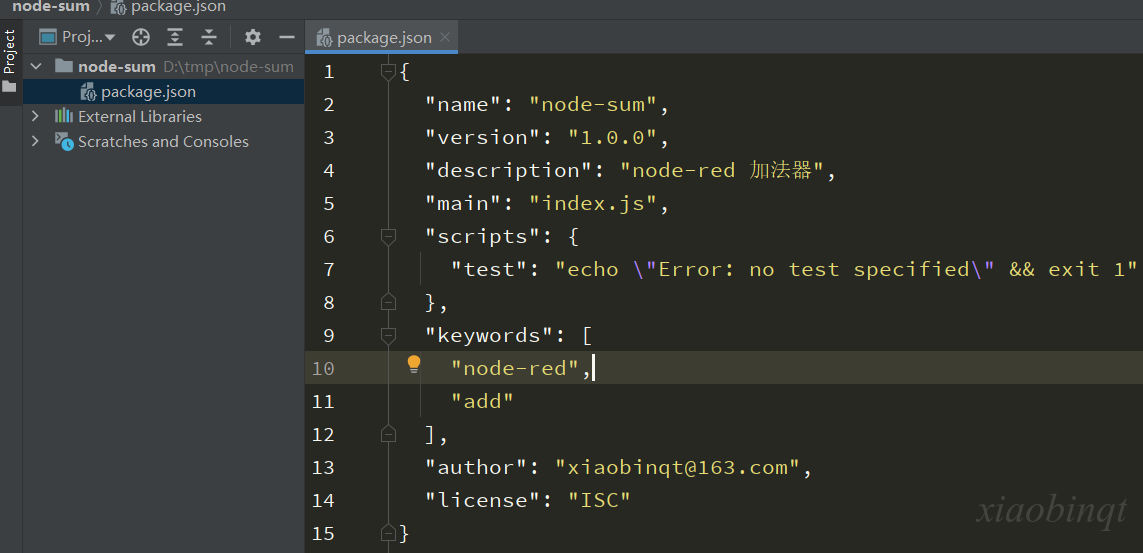 node-sum > package.json
Project
Proj...
package.json
node-sum D:\tmp\node-sum
package.json
External Libraries
Scratches and Consoles
1 {
2 "name": "node-sum",
3 "version": "1.0.0",
4 "description": "node-red 加法器",
5 "main": "index.js",
6 "scripts": {
7 "test": "echo \"Error: no test specified\" && exit 1"
8 },
9 "keywords": [
10 "node-red",
11 "add"
12 ],
13 "author": "xiaobinqt@163.com",
14 "license": "ISC"
15 }
xiaobinqt